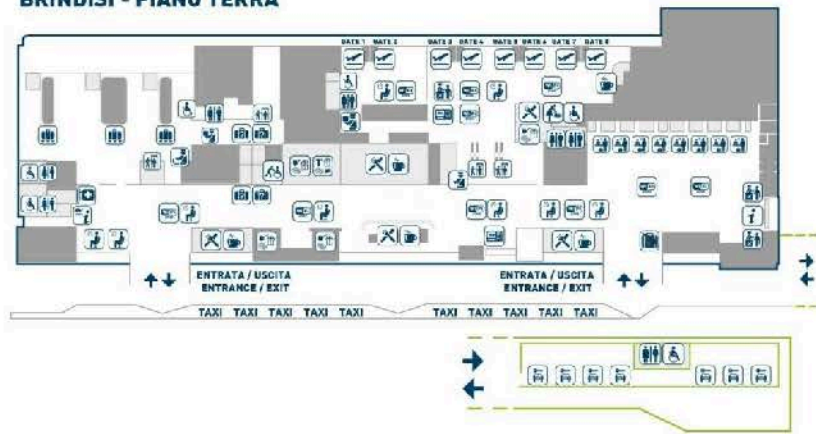 BRINDISI - PIANO TERRA
GATE 1 GATE 2 GATE 3 GATE 4 GATE 5 GATE 6 GATE 7 GATE 8
ENTRATA / USCITA
ENTRANCE / EXIT
ENTRATA / USCITA
ENTRANCE / EXIT
TAXI TAXI TAXI TAXI TAXI TAXI TAXI TAXI TAXI TAXI